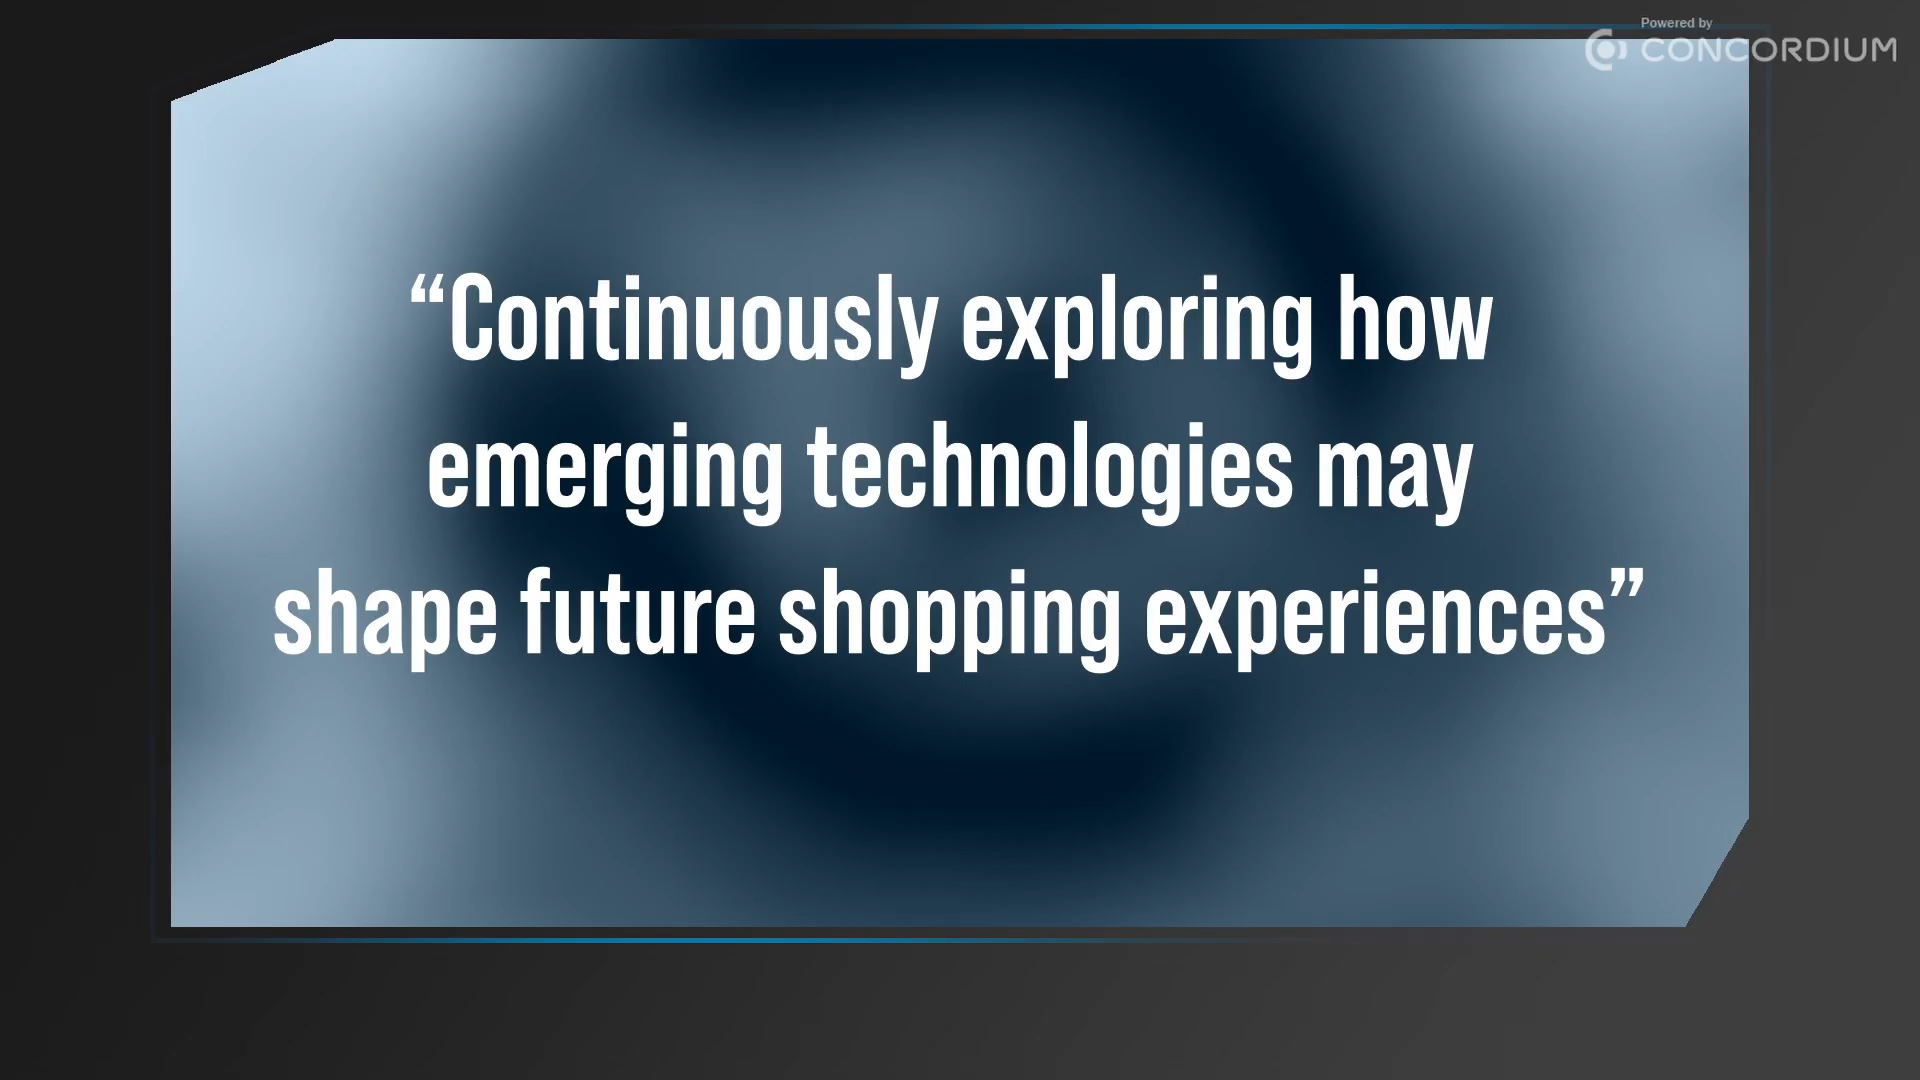 Powered by
CONCORDIUM
“Continuously exploring how
emerging technologies may
shape future shopping experiences”